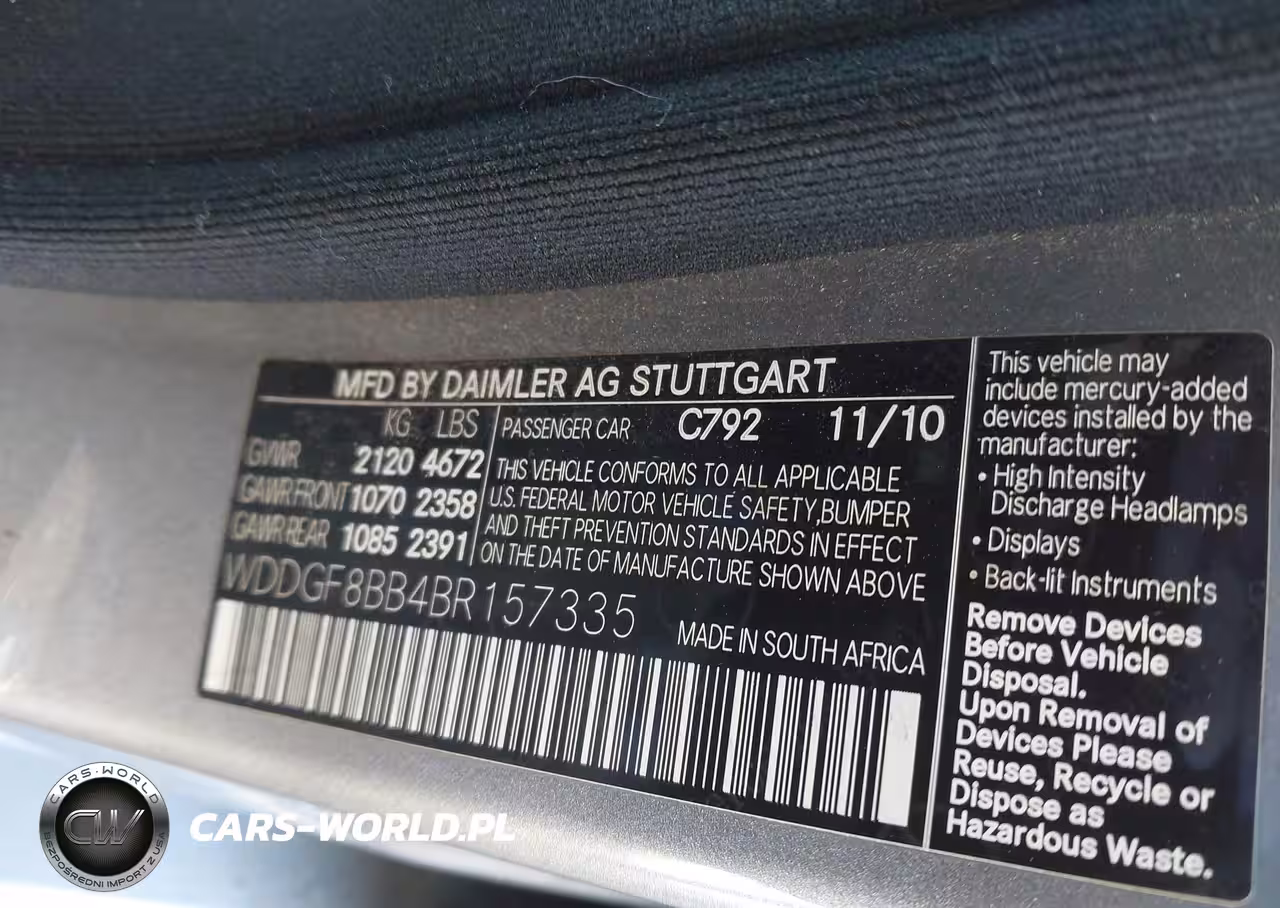 MFD BY DAIMLER AG STUTTGART
KG LBS
GVWR 2120 4672
GAWR FRONT 1070 2358
GAWR REAR 1085 2391
PASSENGER CAR C792 11/10
THIS VEHICLE CONFORMS TO ALL APPLICABLE
U.S. FEDERAL MOTOR VEHICLE SAFETY,BUMPER
AND THEFT PREVENTION STANDARDS IN EFFECT
ON THE DATE OF MANUFACTURE SHOWN ABOVE
WDDGF8BB4BR157335
MADE IN SOUTH AFRICA
This vehicle may
include mercury-added
devices installed by the
manufacturer:
• High Intensity
Discharge Headlamps
• Displays
• Back-lit Instruments
Remove Devices
Before Vehicle
Disposal.
Upon Removal of
Devices Please
Reuse, Recycle or
Dispose as
Hazardous Waste.
CARS-WORLD
CW
BEZPOŚREDNI IMPORT Z USA
CARS-WORLD.PL